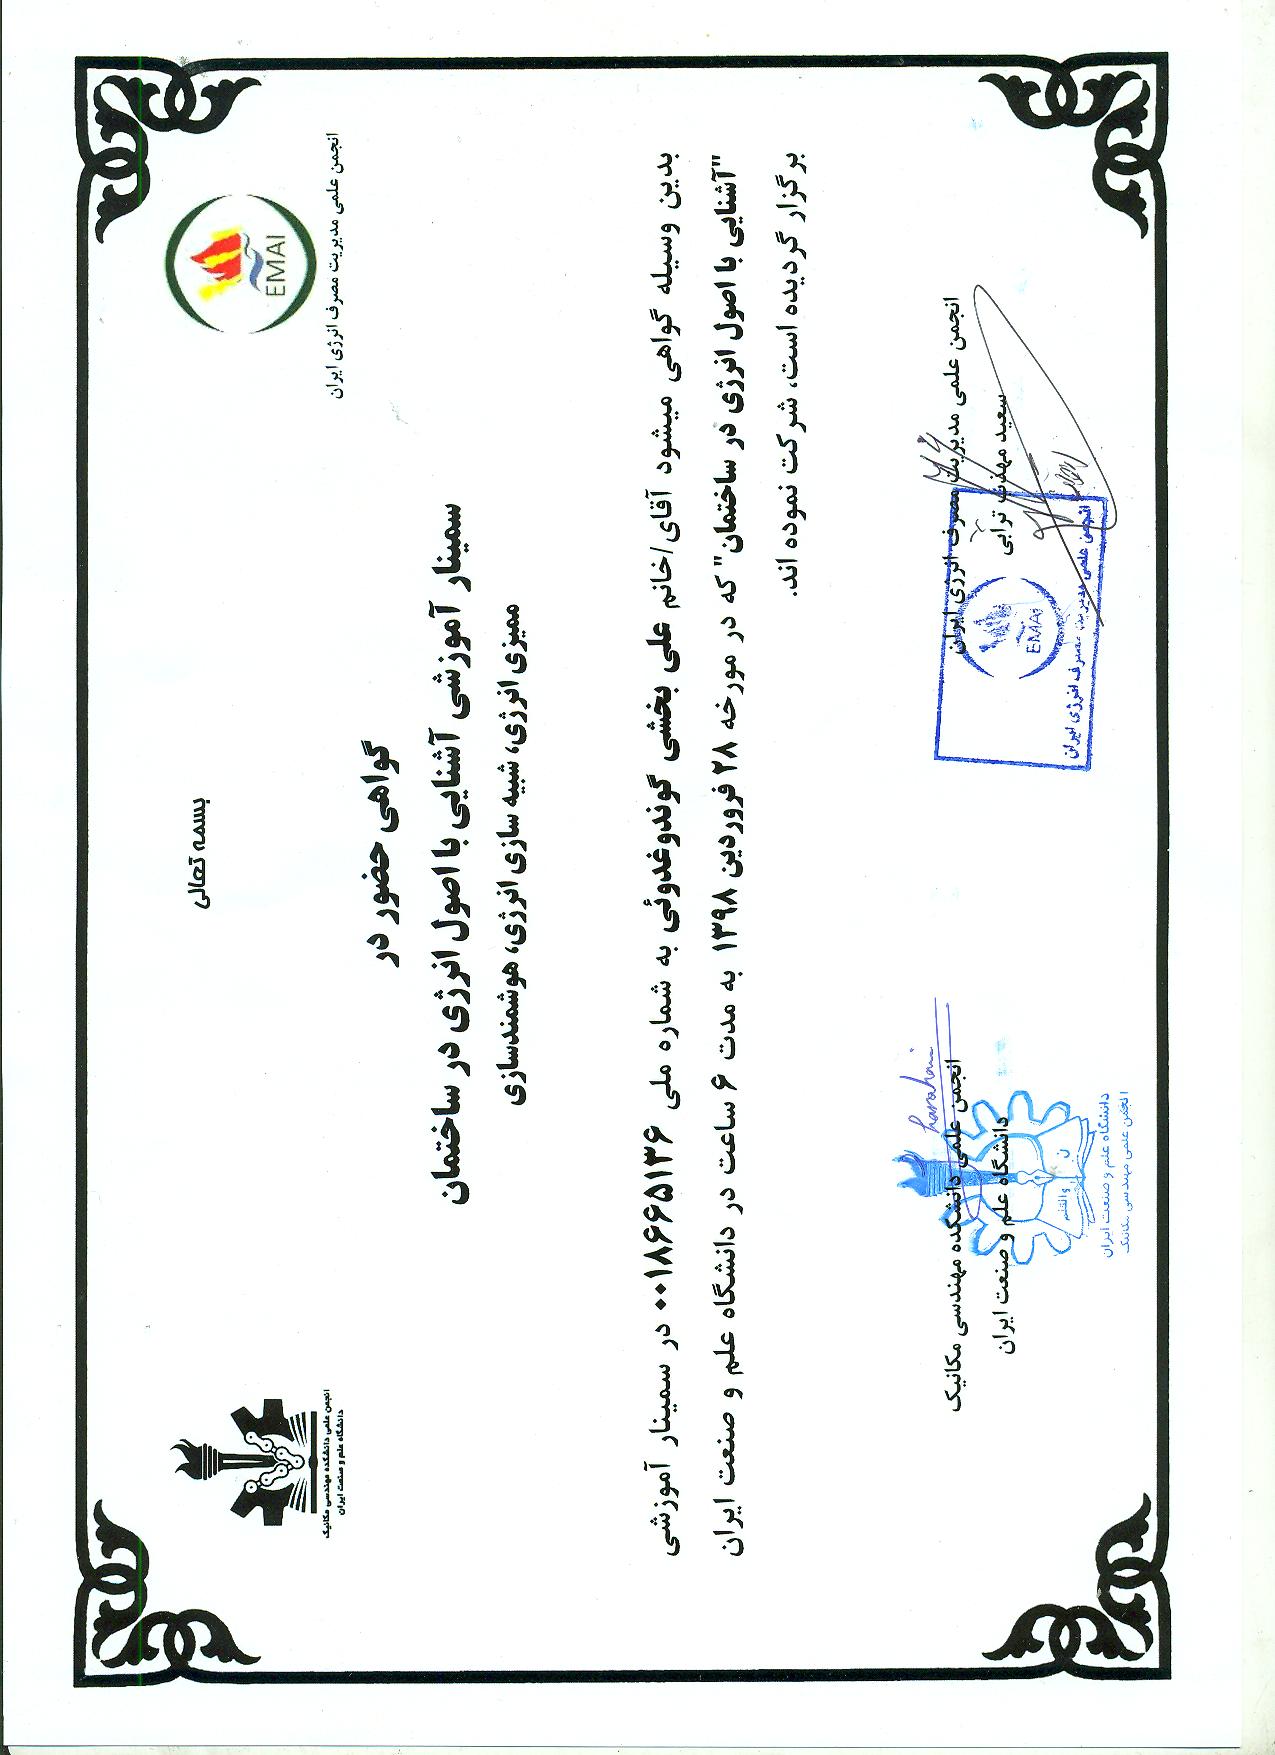 بسمه تعالی
EMAI
انجمن علمی مدیریت مصرف انرژی ایران
انجمن علمی دانشکده مهندسی مکانیک
دانشگاه علم و صنعت ایران
گواهی حضور در
سمینار آموزشی آشنایی با اصول انرژی در ساختمان
ممیزی انرژی، شبیه سازی انرژی، هوشمندسازی
بدین وسیله گواهی میشود آقای/خانم علی بخشی گوندوغدوئی به شماره ملی ۰۰۱۸۶۶۵۱۳۶ در سمینار آموزشی
"آشنایی با اصول انرژی در ساختمان" که در مورخه ۲۸ فروردین ۱۳۹۸ به مدت ۶ ساعت در دانشگاه علم و صنعت ایران
برگزار گردیده است، شرکت نموده اند.
انجمن علمی مدیریت مصرف انرژی ایران
سعید مهذب ترابی
EMAI
انجمن علمی مدیریت مصرف انرژی ایران
انجمن علمی دانشکده مهندسی مکانیک
دانشگاه علم و صنعت ایران
ن والقلم
دانشگاه علم و صنعت ایران
انجمن علمی مهندسی مکانیک